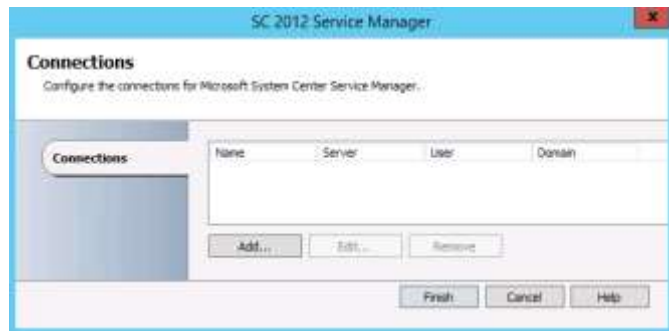 SC 2012 Service Manager
x
Connections
Configure the connections for Microsoft System Center Service Manager.
Connections
Name Server User Domain
Add... Edit... Remove
Finish Cancel Help